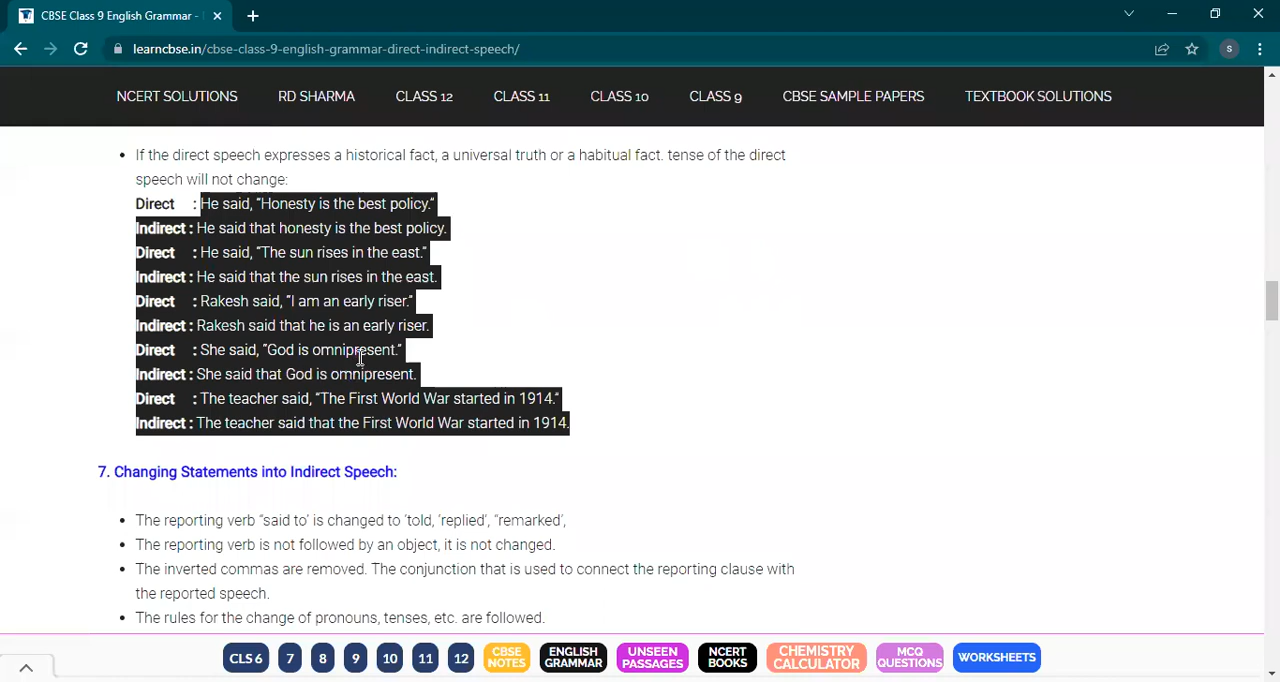 CBSE Class 9 English Grammar -
learncbse.in/cbse-class-9-english-grammar-direct-indirect-speech/
S
NCERT SOLUTIONS RD SHARMA CLASS 12 CLASS 11 CLASS 10 CLASS 9 CBSE SAMPLE PAPERS TEXTBOOK SOLUTIONS
• If the direct speech expresses a historical fact, a universal truth or a habitual fact. tense of the direct
speech will not change:
Direct : He said, “Honesty is the best policy.”
Indirect : He said that honesty is the best policy.
Direct : He said, “The sun rises in the east.”
Indirect : He said that the sun rises in the east.
Direct : Rakesh said, “I am an early riser.”
Indirect : Rakesh said that he is an early riser.
Direct : She said, “God is omnipresent.”
Indirect : She said that God is omnipresent.
Direct : The teacher said, “The First World War started in 1914.”
Indirect : The teacher said that the First World War started in 1914.
7. Changing Statements into Indirect Speech:
• The reporting verb “said to’ is changed to ‘told, ‘replied’, “remarked’,
• The reporting verb is not followed by an object, it is not changed.
• The inverted commas are removed. The conjunction that is used to connect the reporting clause with
the reported speech.
• The rules for the change of pronouns, tenses, etc. are followed.
CLS 6 7 8 9 10 11 12 CBSE NOTES ENGLISH GRAMMAR UNSEEN PASSAGES NCERT BOOKS CHEMISTRY CALCULATOR MCQ QUESTIONS WORKSHEETS